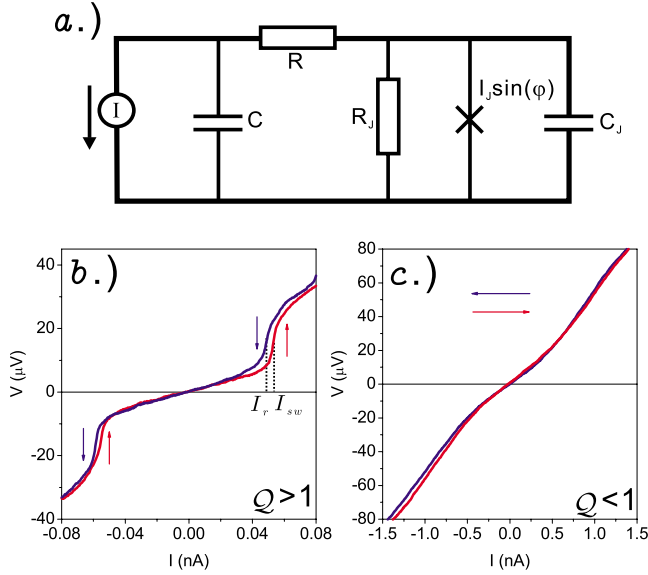 a.)
R
I
C
R_J
I_J sin(φ)
C_J
b.)
V (μV)
40
20
0
-20
-40
-0.08
-0.04
0.00
0.04
0.08
I (nA)
I_r
I_sw
Q>1
c.)
V (μV)
80
60
40
20
0
-20
-40
-60
-80
-1.5
-1.0
-0.5
0.0
0.5
1.0
1.5
I (nA)
Q<1